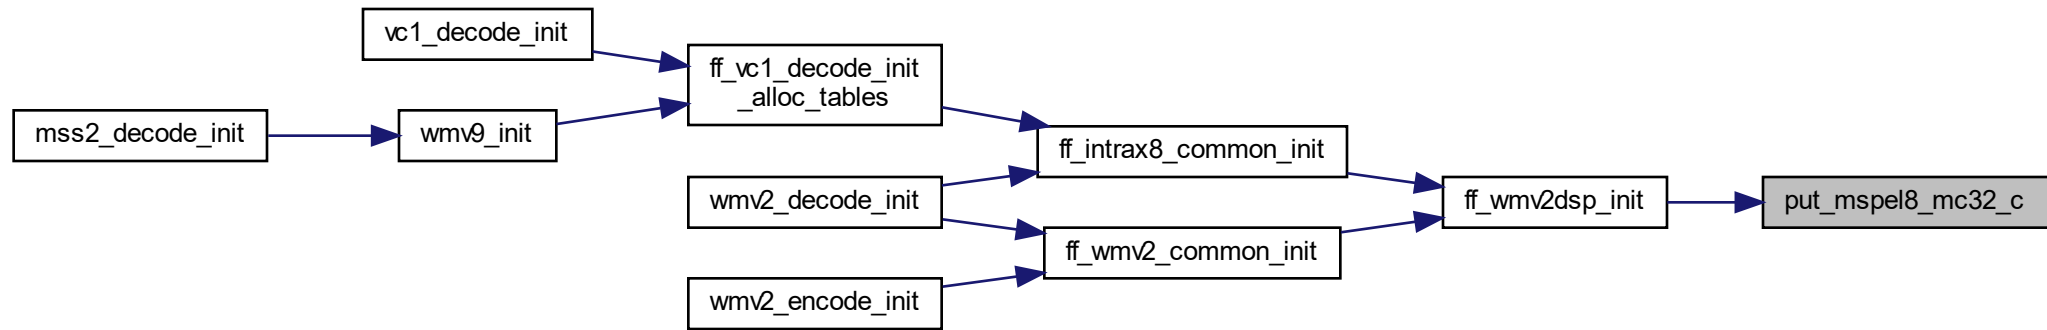 vc1_decode_init
ff_vc1_decode_init
_alloc_tables
mss2_decode_init
wmv9_init
ff_intrax8_common_init
wmv2_decode_init
ff_wmv2dsp_init
put_mspel8_mc32_c
ff_wmv2_common_init
wmv2_encode_init